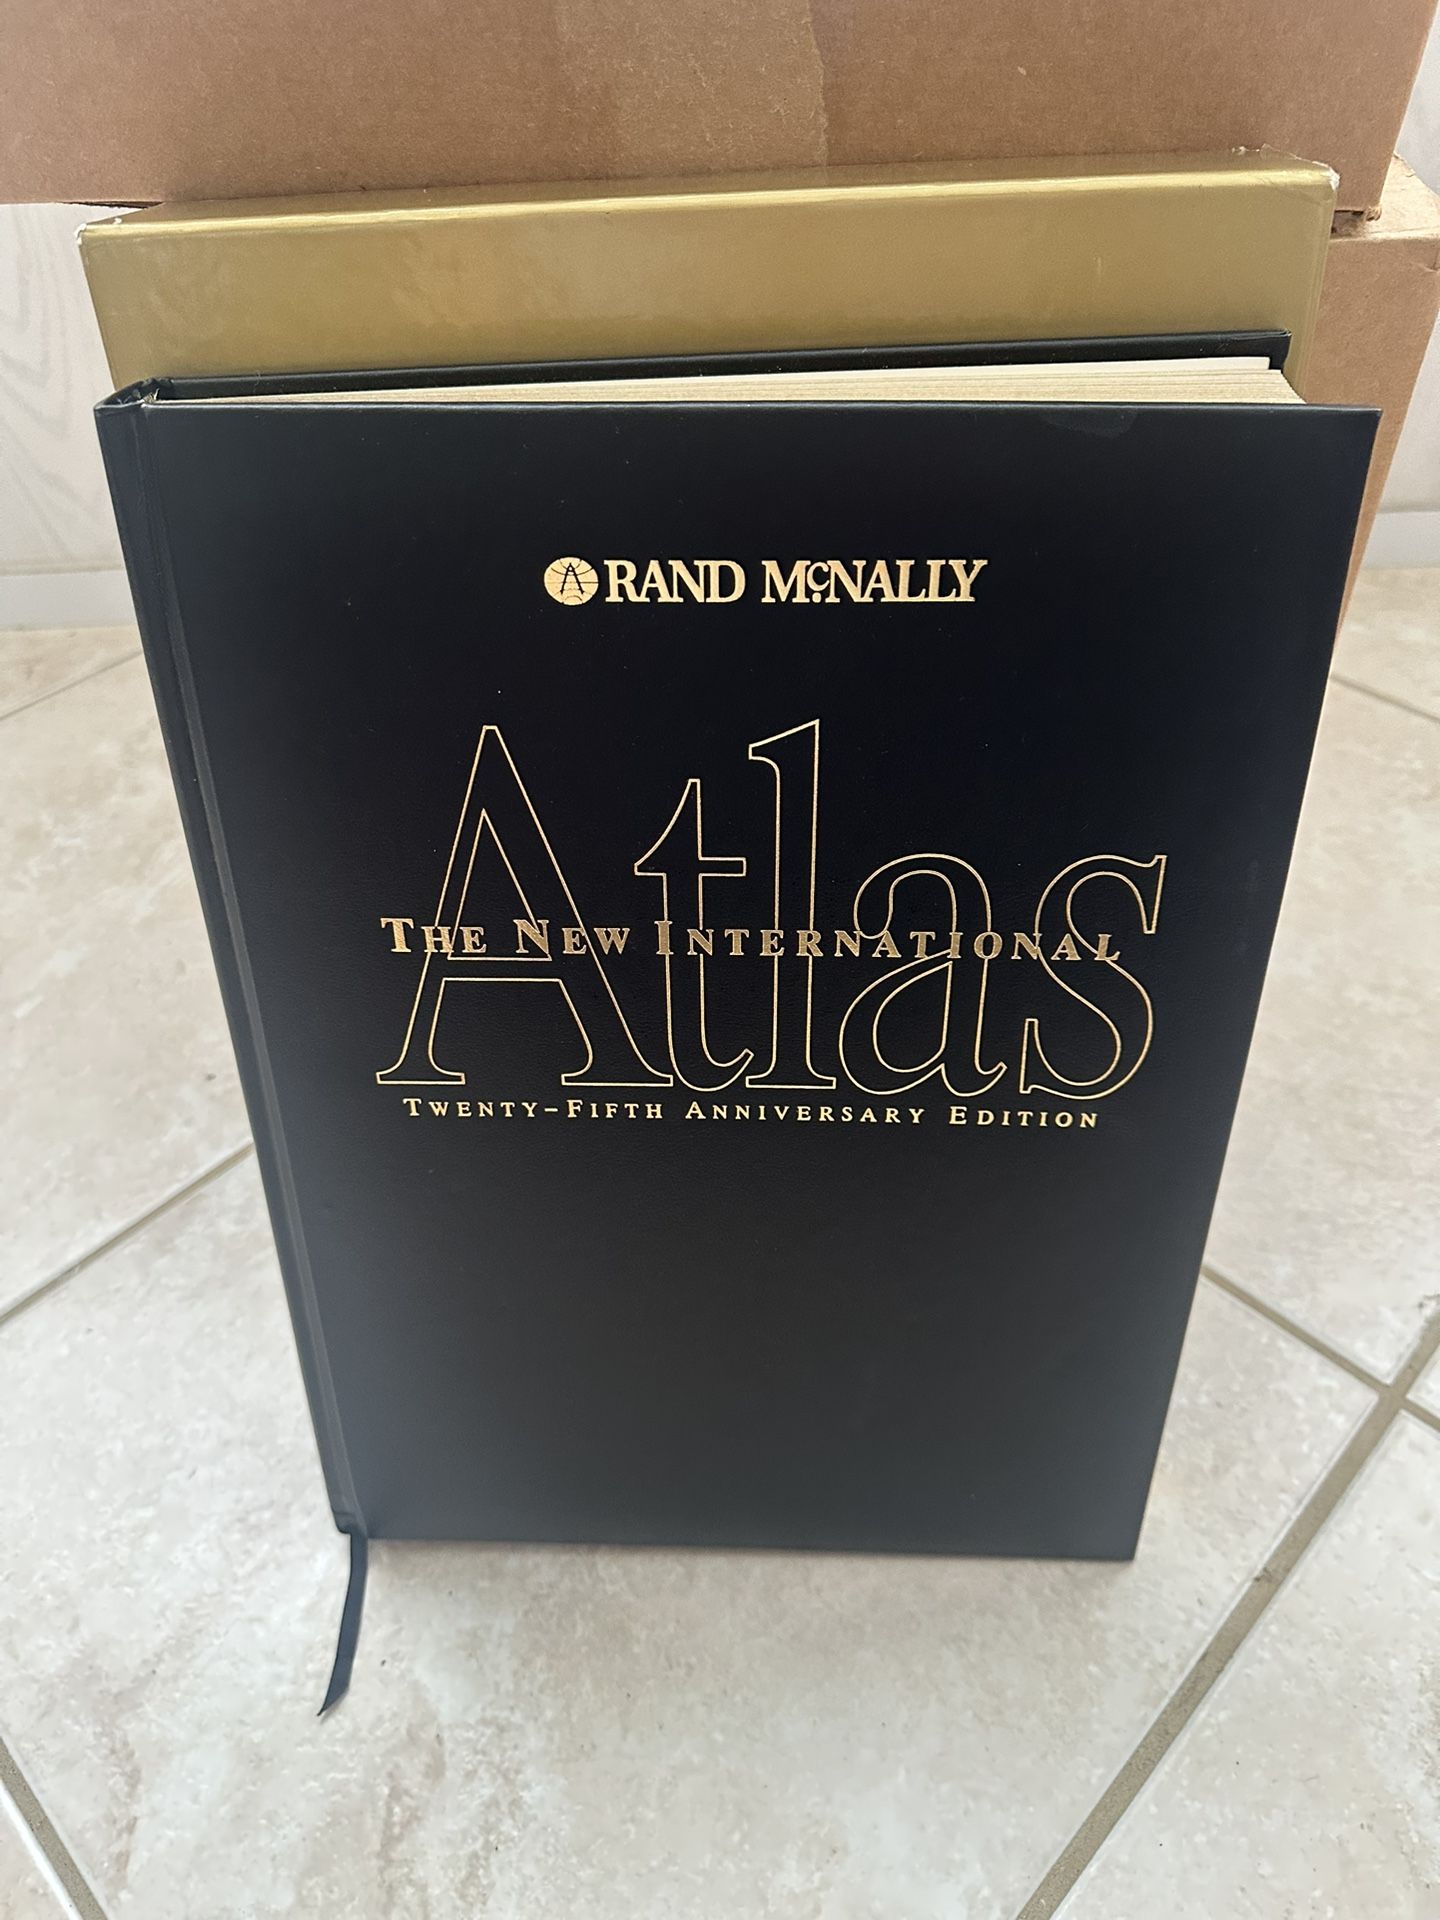 RAND McNALLY
Atlas
THE NEW INTERNATIONAL
TWENTY-FIFTH ANNIVERSARY EDITION